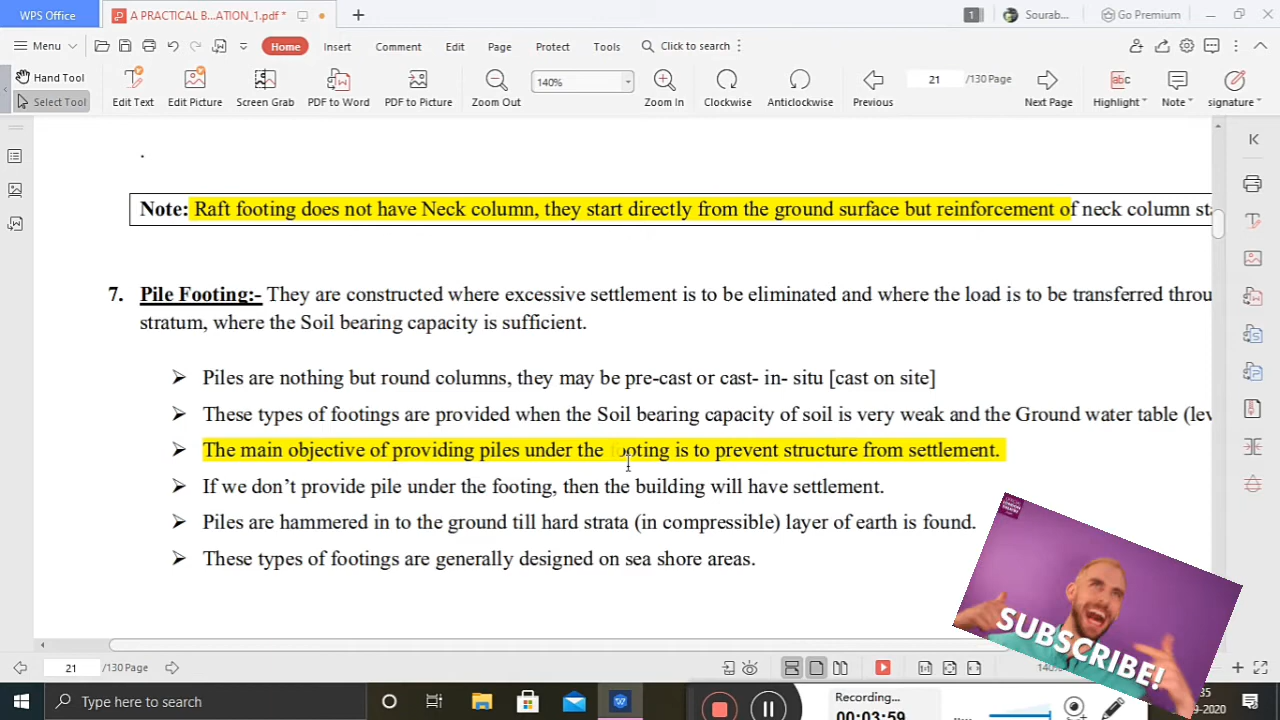 WPS Office
A PRACTICAL B...ATION_1.pdf *
1
Sourab...
Go Premium
Menu
Home
Insert
Comment
Edit
Page
Protect
Tools
Click to search
Hand Tool
Select Tool
Edit Text
Edit Picture
Screen Grab
PDF to Word
PDF to Picture
Zoom Out
140%
Zoom In
Clockwise
Anticlockwise
Previous
21
/130 Page
Next Page
Highlight
Note
signature
.
Note: Raft footing does not have Neck column, they start directly from the ground surface but reinforcement of neck column st
7. Pile Footing:- They are constructed where excessive settlement is to be eliminated and where the load is to be transferred throu
stratum, where the Soil bearing capacity is sufficient.
➢ Piles are nothing but round columns, they may be pre-cast or cast- in- situ [cast on site]
➢ These types of footings are provided when the Soil bearing capacity of soil is very weak and the Ground water table (lev
➢ The main objective of providing piles under the footing is to prevent structure from settlement.
➢ If we don’t provide pile under the footing, then the building will have settlement.
➢ Piles are hammered in to the ground till hard strata (in compressible) layer of earth is found.
➢ These types of footings are generally designed on sea shore areas.
SUBSCRIBE!
21
/130 Page
140
Type here to search
Recording...
00:03:59
35
-2020